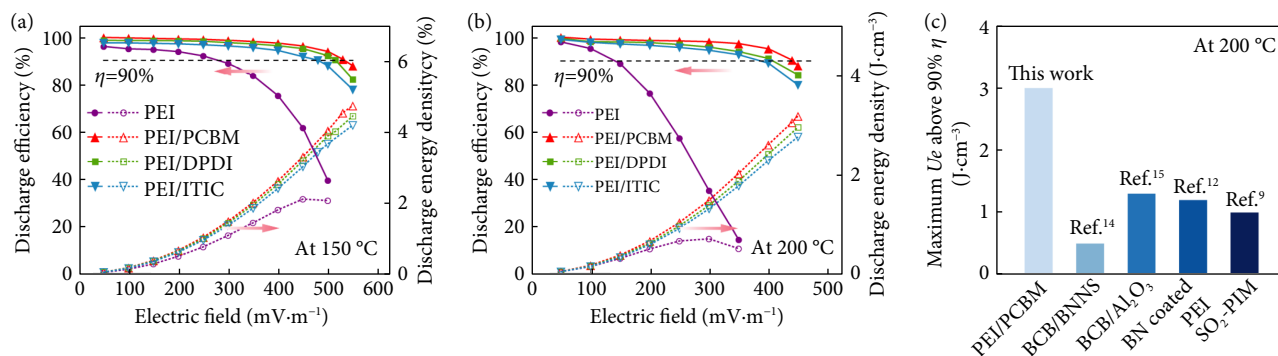 (a)
100
80
60
40
20
0
Discharge efficiency (%)
η=90%
PEI
PEI/PCBM
PEI/DPDI
PEI/ITIC
At 150 °C
6
4
2
0
Discharge energy densitycy (%)
0 100 200 300 400 500 600
Electric field (mV·m⁻¹)
(b)
100
80
60
40
20
0
Discharge efficiency (%)
η=90%
PEI
PEI/PCBM
PEI/DPDI
PEI/ITIC
At 200 °C
4
2
0
Discharge energy density (J·cm⁻³)
0 100 200 300 400 500
Electric field (mV·m⁻¹)
(c)
At 200 °C
4
3
2
1
0
Maximum Ue above 90% η
(J·cm⁻³)
This work
Ref.¹⁴
Ref.¹⁵
Ref.¹²
Ref.⁹
PEI/PCBM
BCB/BNNS
BCB/Al₂O₃
BN coated
PEI
SO₂-PIM